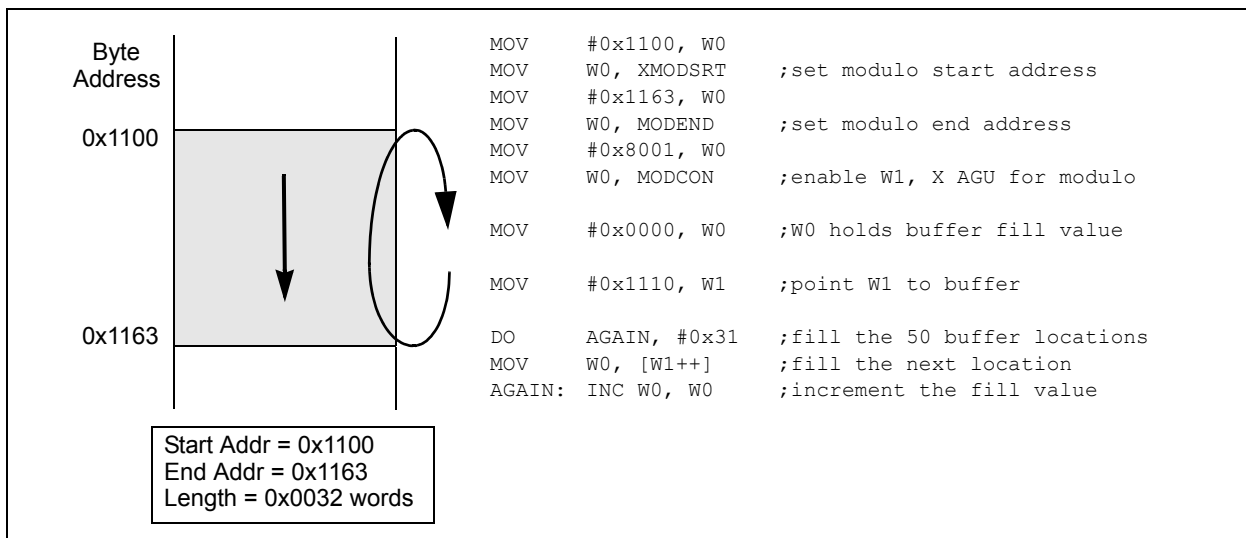 Byte
Address
0x1100
0x1163
Start Addr = 0x1100
End Addr = 0x1163
Length = 0x0032 words
MOV #0x1100, W0
MOV W0, XMODSRT ;set modulo start address
MOV #0x1163, W0
MOV W0, MODEND ;set modulo end address
MOV #0x8001, W0
MOV W0, MODCON ;enable W1, X AGU for modulo
MOV #0x0000, W0 ;W0 holds buffer fill value
MOV #0x1110, W1 ;point W1 to buffer
DO AGAIN, #0x31 ;fill the 50 buffer locations
MOV W0, [W1++] ;fill the next location
AGAIN: INC W0, W0 ;increment the fill value